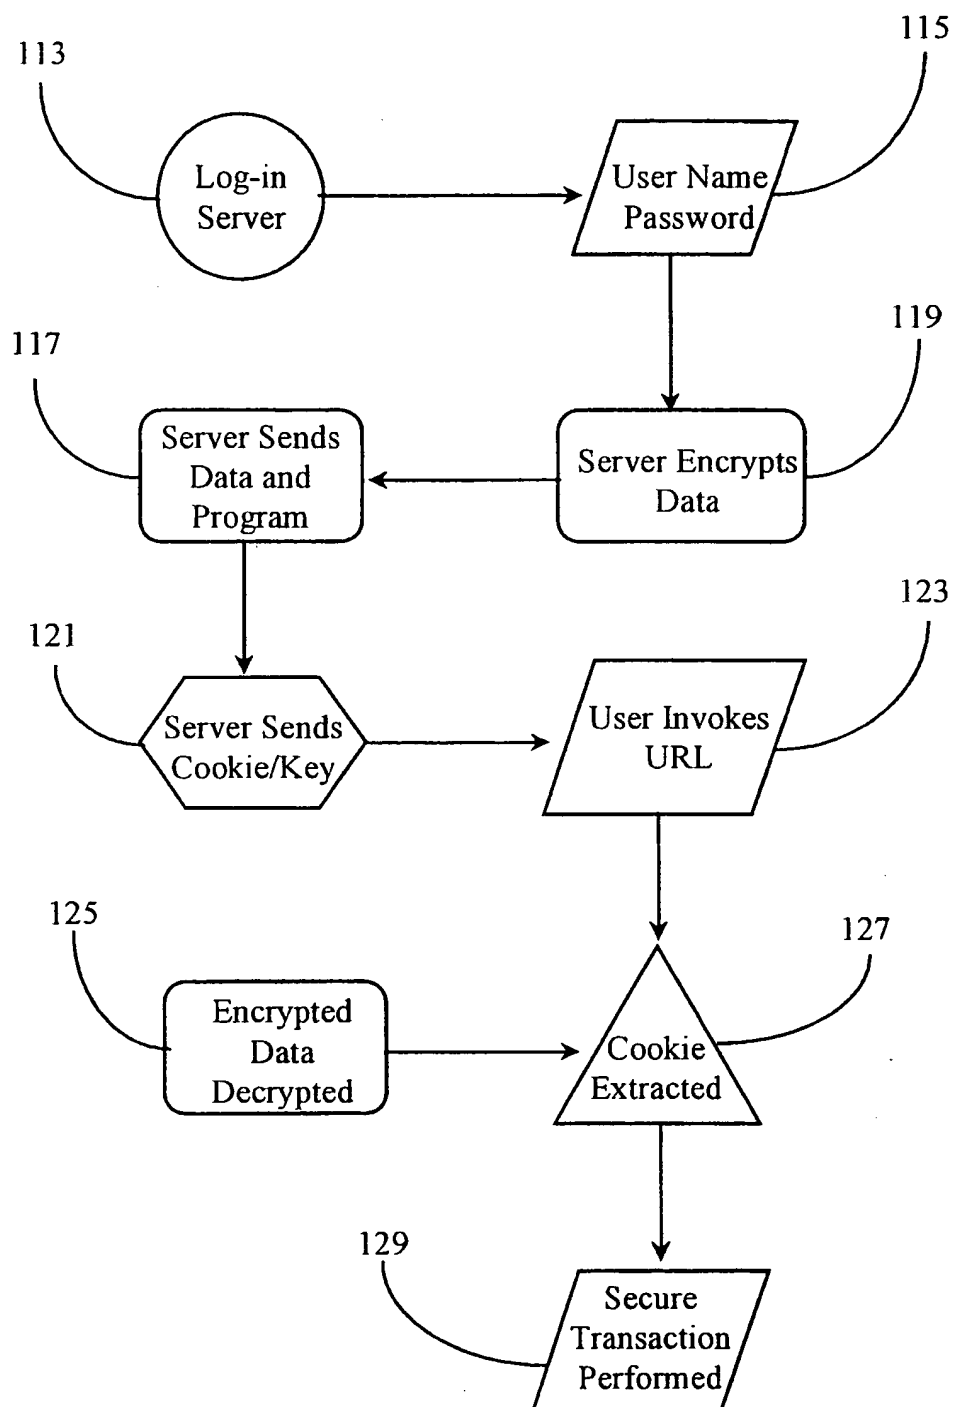 113
115
Log-in
Server
User Name
Password
117
119
Server Sends
Data and
Program
Server Encrypts
Data
121
123
Server Sends
Cookie/Key
User Invokes
URL
125
127
Encrypted
Data
Decrypted
Cookie
Extracted
129
Secure
Transaction
Performed